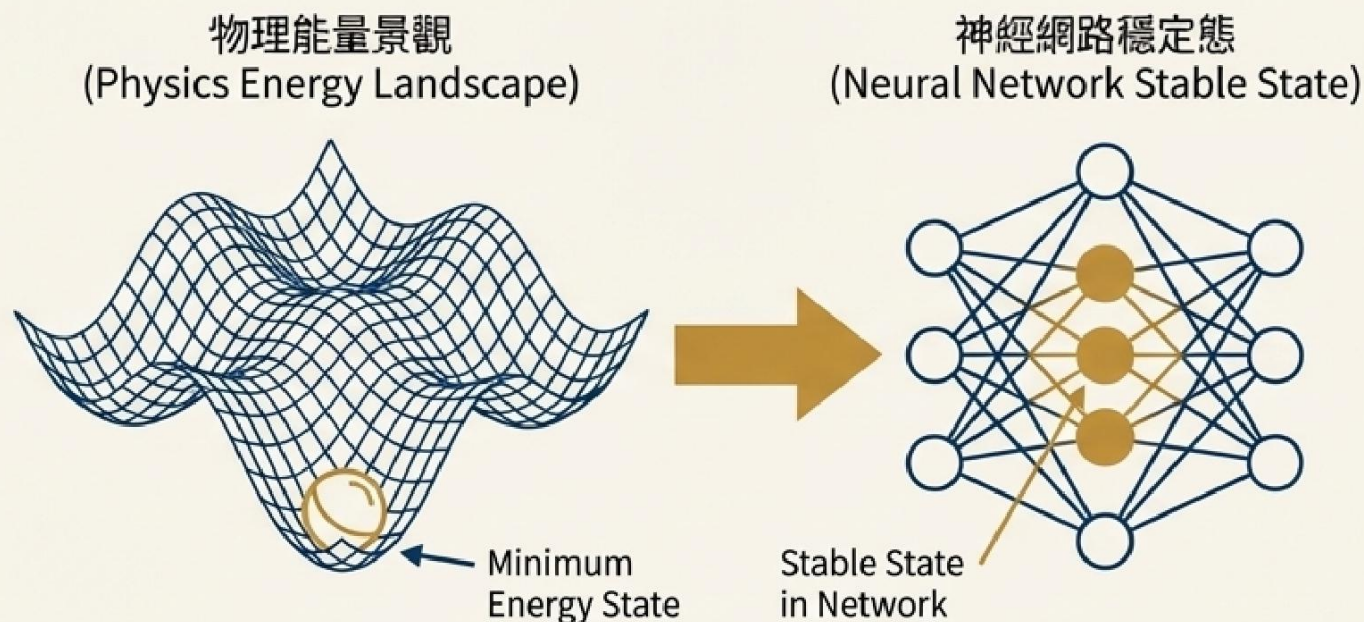 物理能量景觀
(Physics Energy Landscape)
神經網路穩定態
(Neural Network Stable State)
Minimum
Energy State
Stable State
in Network